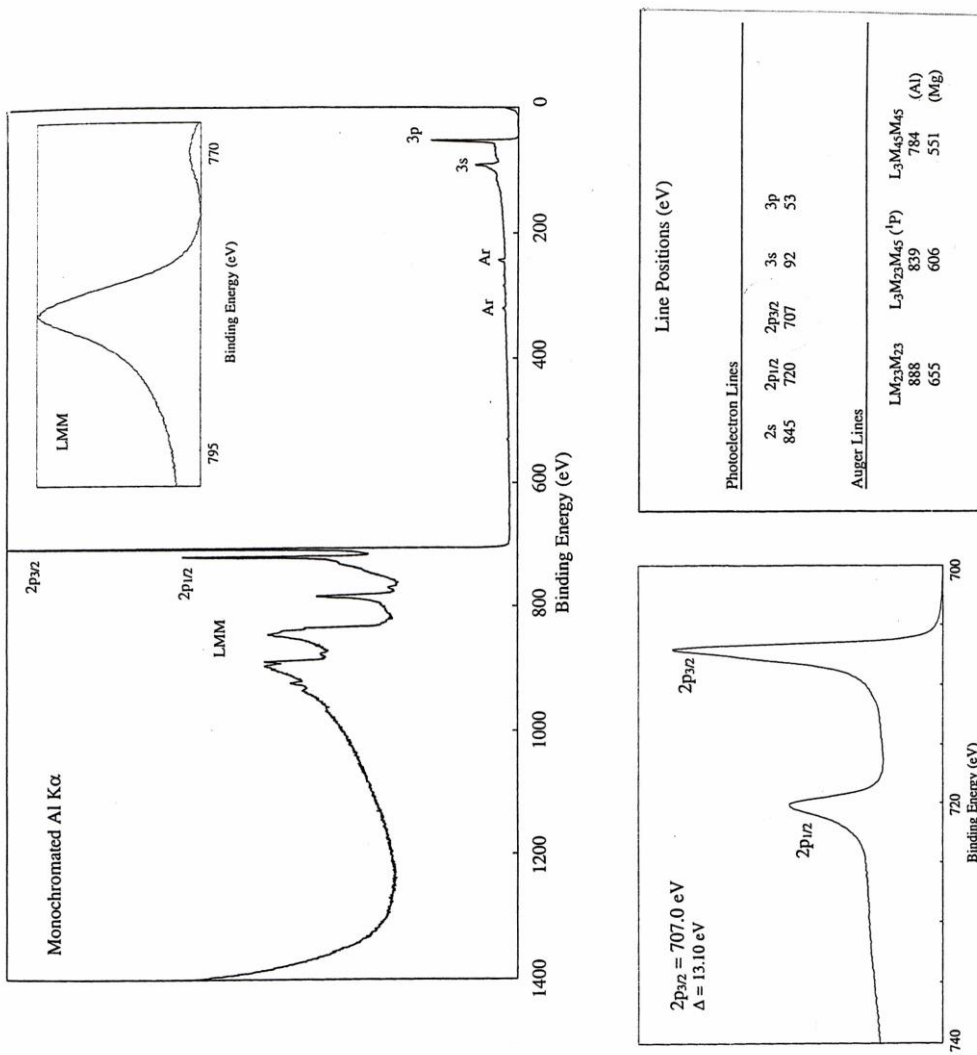 Monochromated Al Kα
2p3/2
2p1/2
LMM
Ar
Ar
3s
3p
1400
1200
1000
800
600
400
200
0
Binding Energy (eV)
LMM
795
770
Binding Energy (eV)
2p3/2 = 707.0 eV
Δ = 13.10 eV
2p1/2
2p3/2
740
720
700
Binding Energy (eV)
Line Positions (eV)
Photoelectron Lines
2s 2p1/2 2p3/2 3s 3p
845 720 707 92 53
Auger Lines
LM23M23 L3M23M45 (¹P) L3M45M45
888 839 784 (Al)
655 606 551 (Mg)